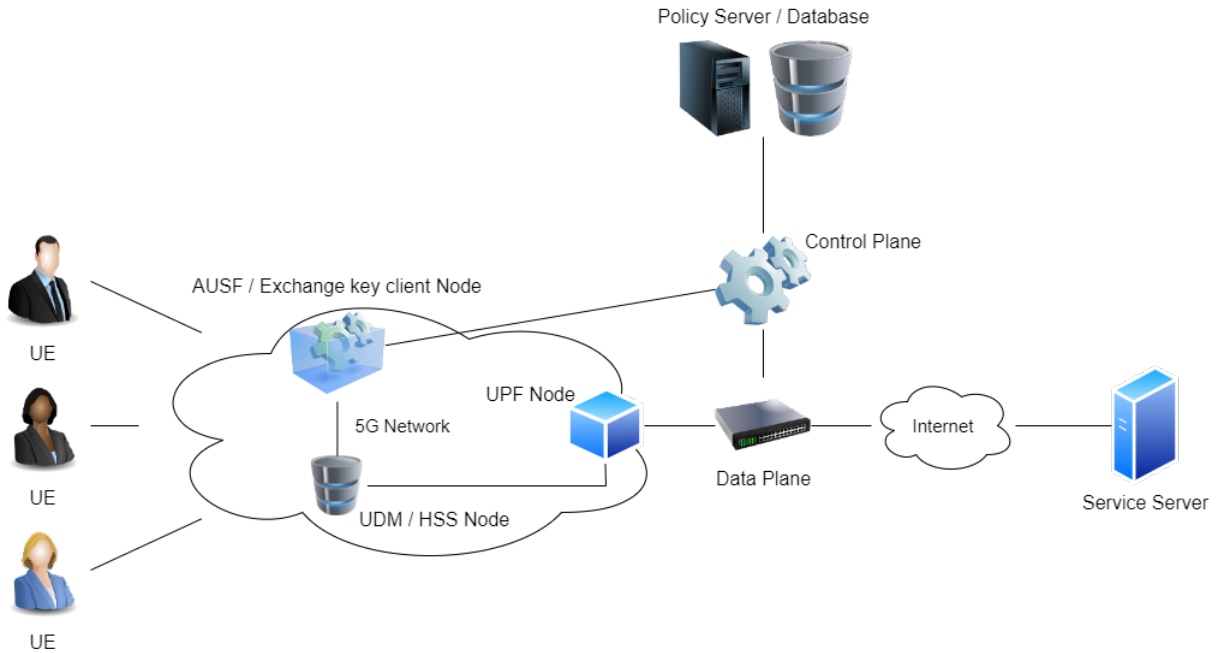 Policy Server / Database
Control Plane
AUSF / Exchange key client Node
UE
UPF Node
5G Network
Internet
UE
Data Plane
Service Server
UDM / HSS Node
UE